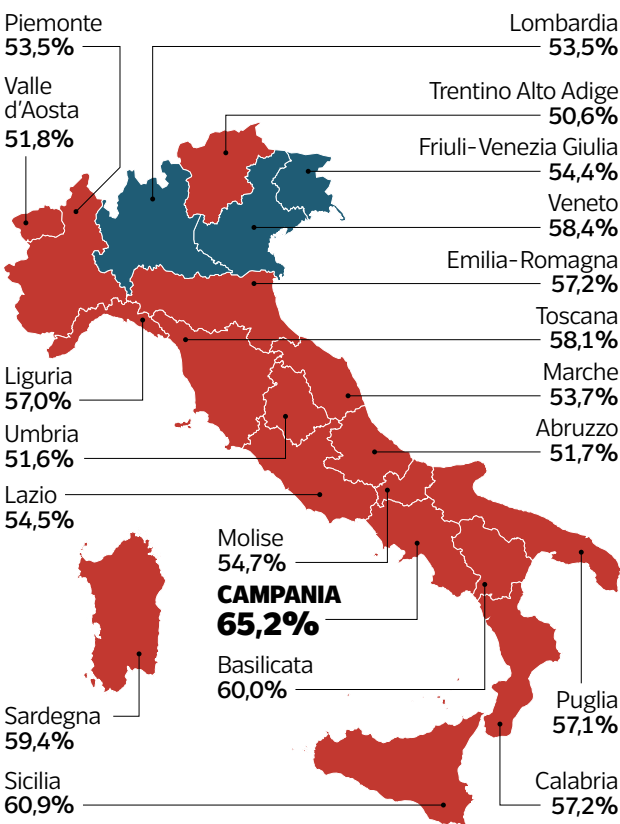 Piemonte
53,5%
Valle
d’Aosta
51,8%
Lombardia
53,5%
Trentino Alto Adige
50,6%
Friuli-Venezia Giulia
54,4%
Veneto
58,4%
Emilia-Romagna
57,2%
Toscana
58,1%
Marche
53,7%
Abruzzo
51,7%
Liguria
57,0%
Umbria
51,6%
Lazio
54,5%
Molise
54,7%
CAMPANIA
65,2%
Basilicata
60,0%
Sardegna
59,4%
Sicilia
60,9%
Puglia
57,1%
Calabria
57,2%